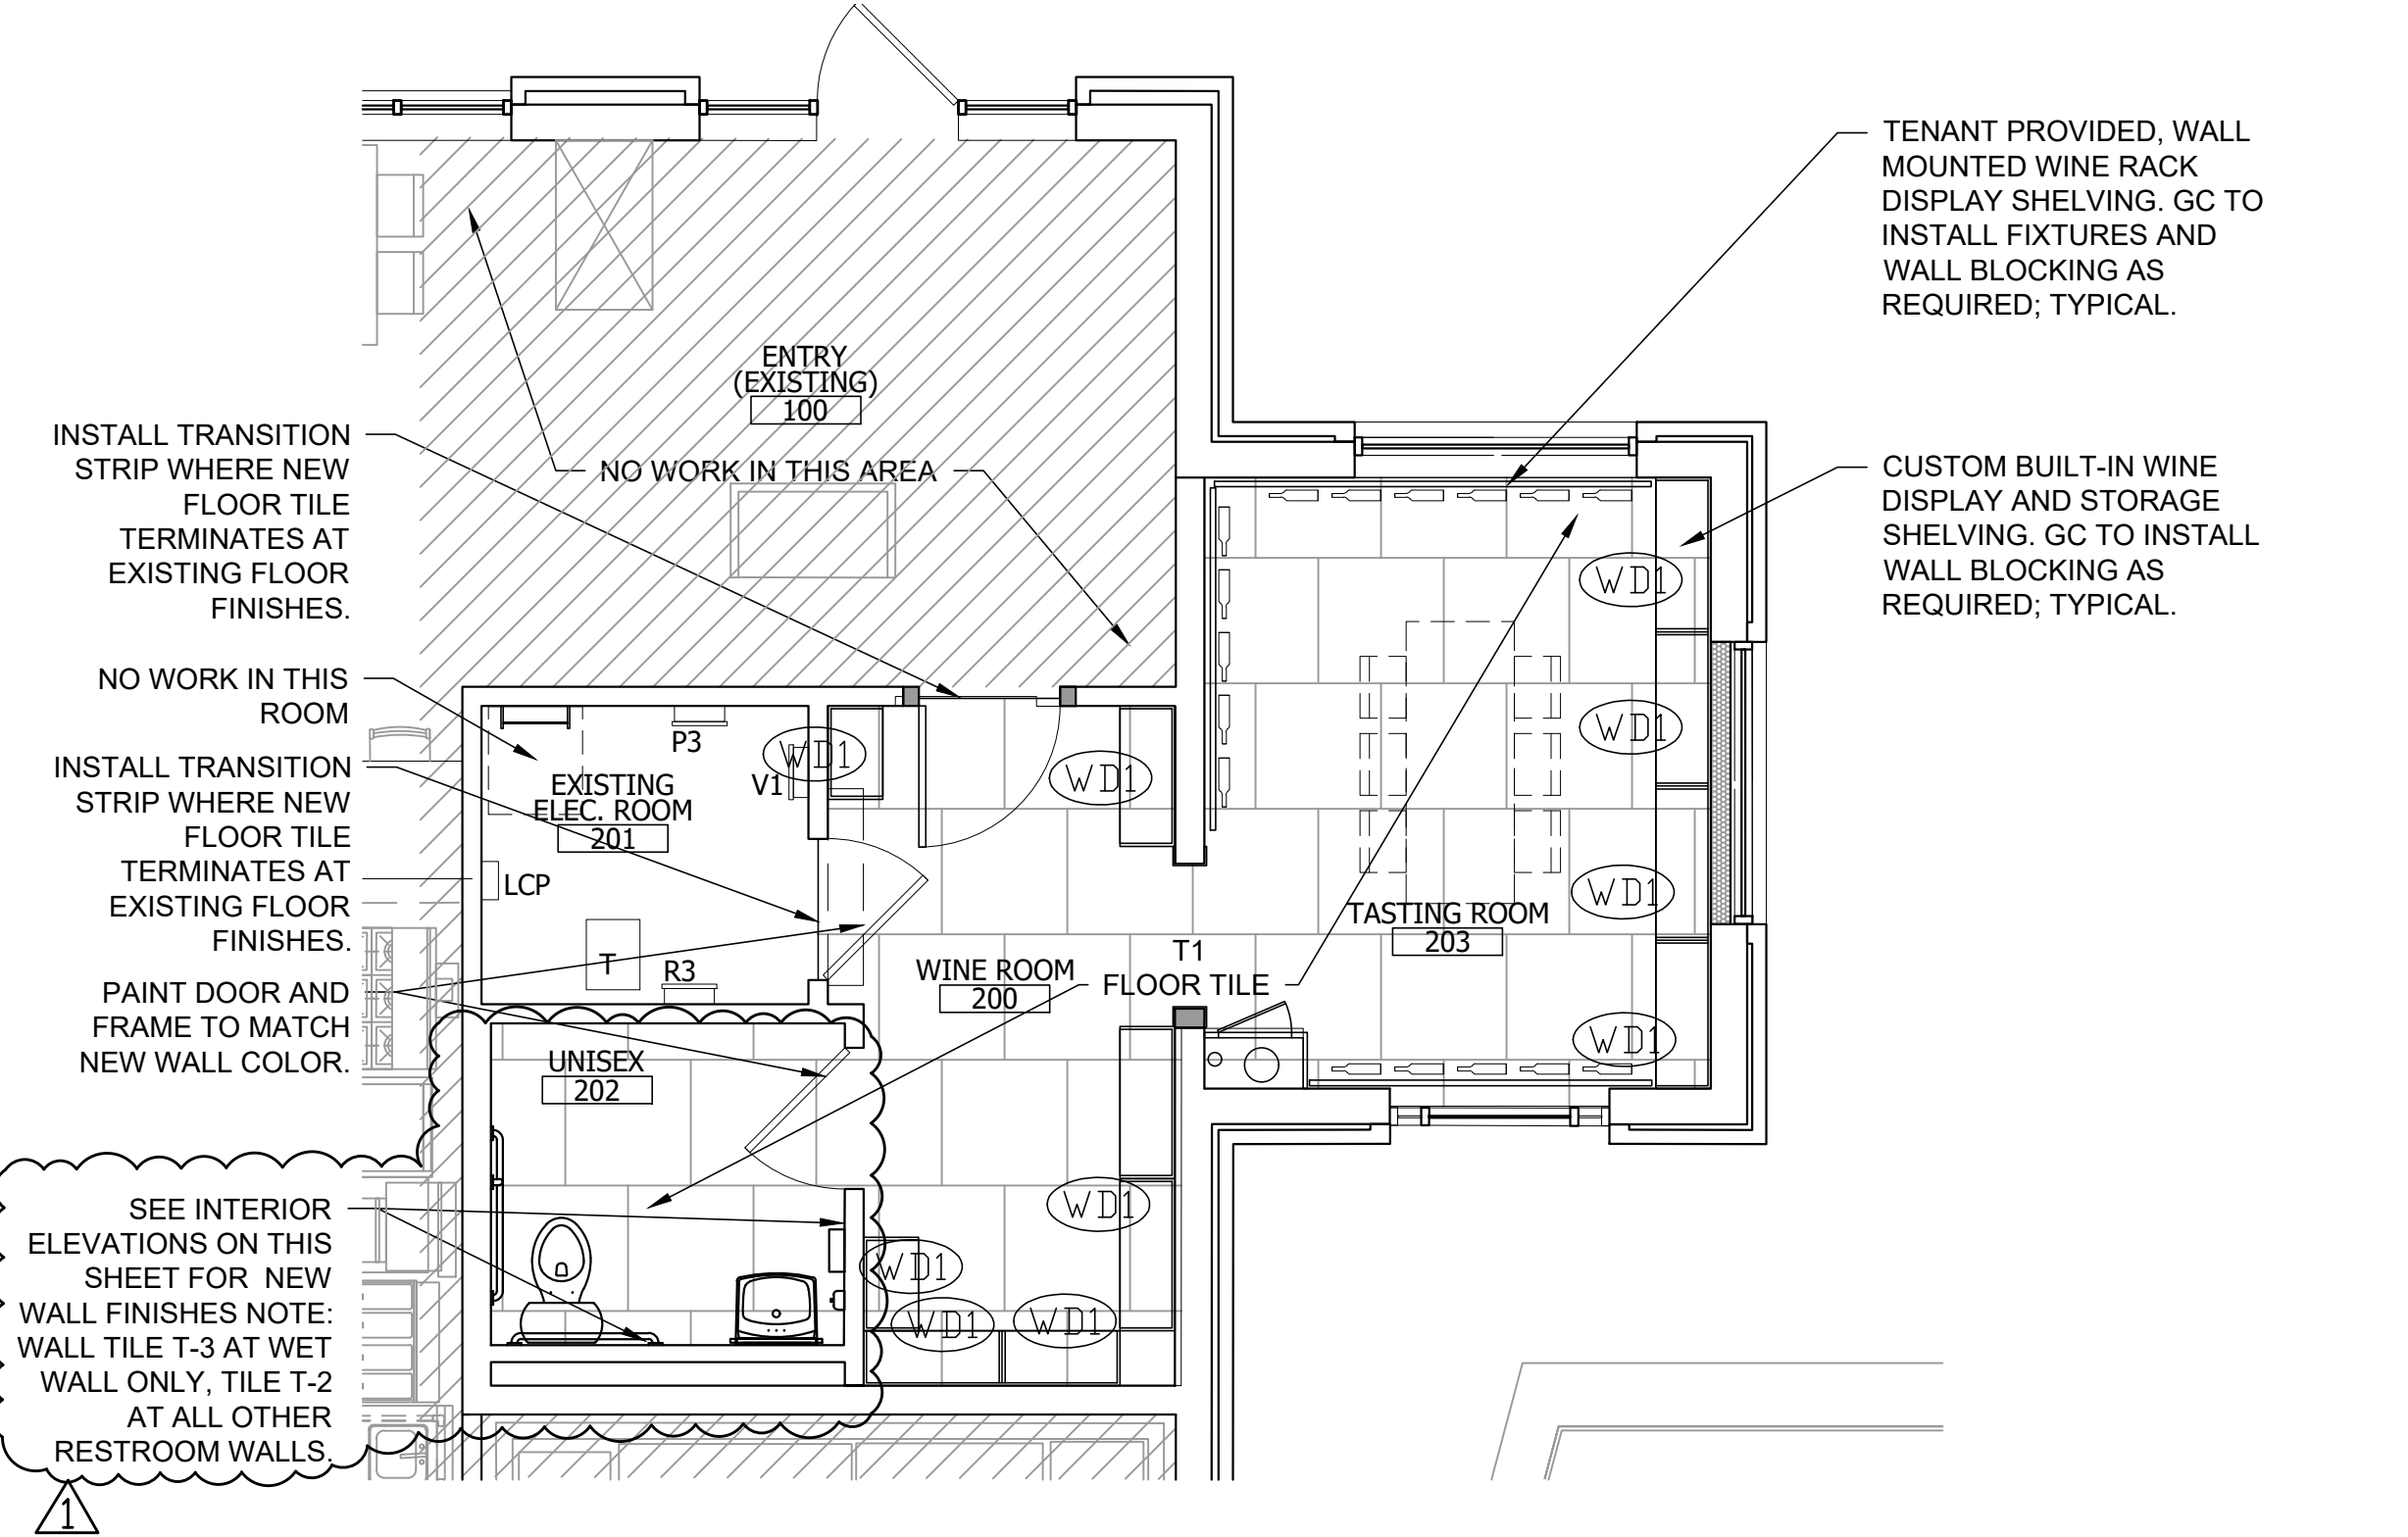 TENANT PROVIDED, WALL
MOUNTED WINE RACK
DISPLAY SHELVING. GC TO
INSTALL FIXTURES AND
WALL BLOCKING AS
REQUIRED; TYPICAL.
ENTRY
(EXISTING)
100
NO WORK IN THIS AREA
INSTALL TRANSITION
STRIP WHERE NEW
FLOOR TILE
TERMINATES AT
EXISTING FLOOR
FINISHES.
CUSTOM BUILT-IN WINE
DISPLAY AND STORAGE
SHELVING. GC TO INSTALL
WALL BLOCKING AS
REQUIRED; TYPICAL.
WD1
WD1
WD1
WD1
NO WORK IN THIS
ROOM
P3
V1
WD1
WD1
EXISTING
ELEC. ROOM
201
LCP
T
R3
INSTALL TRANSITION
STRIP WHERE NEW
FLOOR TILE
TERMINATES AT
EXISTING FLOOR
FINISHES.
TASTING ROOM
203
WINE ROOM
200
T1
FLOOR TILE
PAINT DOOR AND
FRAME TO MATCH
NEW WALL COLOR.
UNISEX
202
WD1
WD1
WD1
WD1
SEE INTERIOR
ELEVATIONS ON THIS
SHEET FOR  NEW
WALL FINISHES NOTE:
WALL TILE T-3 AT WET
WALL ONLY, TILE T-2
AT ALL OTHER
RESTROOM WALLS.
1